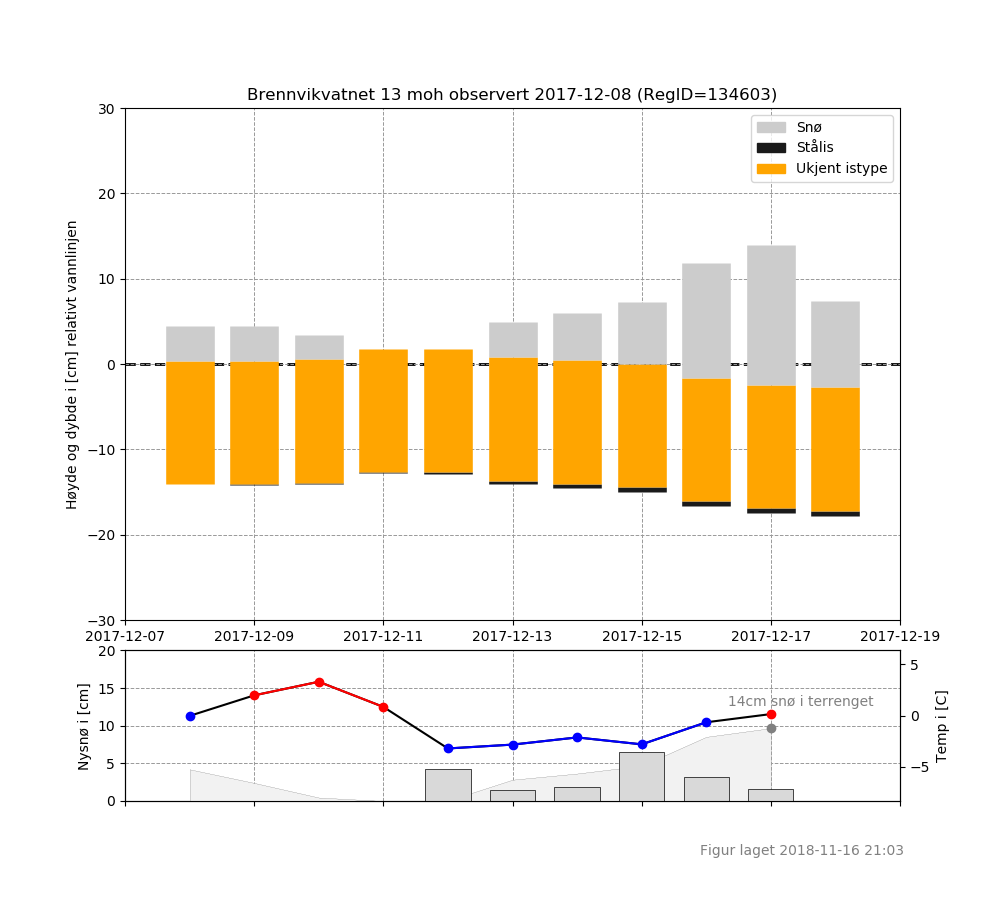 Brennvikvatnet 13 moh observert 2017-12-08 (RegID=134603)
Høyde og dybde i [cm] relativt vannlinjen
30
20
10
0
−10
−20
−30
Snø
Stålis
Ukjent istype
2017-12-07 2017-12-09 2017-12-11 2017-12-13 2017-12-15 2017-12-17 2017-12-19
Nysnø i [cm]
20
15
10
5
0
14cm snø i terrenget
5
0
−5
Temp i [C]
Figur laget 2018-11-16 21:03